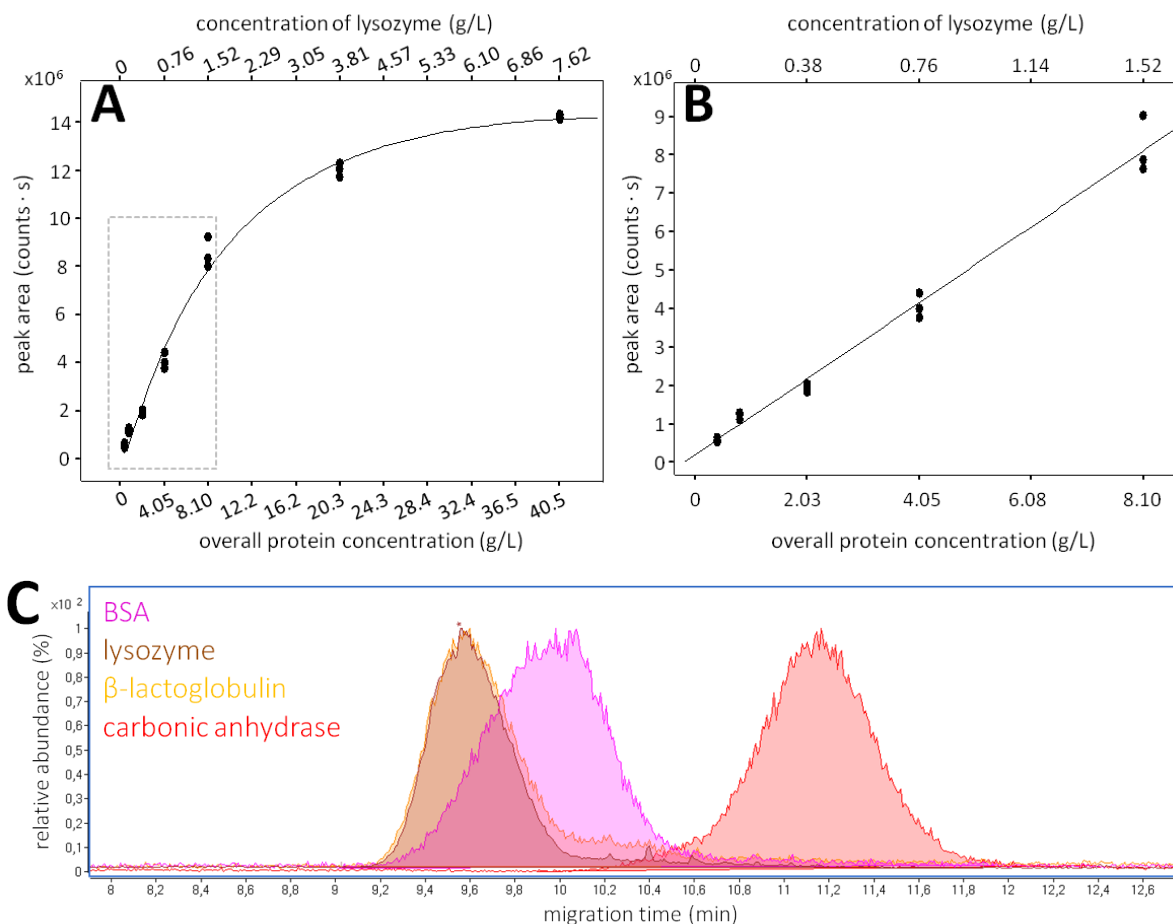 concentration of lysozyme (g/L)
0 0.76 1.52 2.29 3.05 3.81 4.57 5.33 6.10 6.86 7.62
x10⁶
A
14
12
10
8
6
4
2
0
peak area (counts · s)
0 4.05 8.10 12.2 16.2 20.3 24.3 28.4 32.4 36.5 40.5
overall protein concentration (g/L)
concentration of lysozyme (g/L)
0 0.38 0.76 1.14 1.52
x10⁶
B
9
8
7
6
5
4
3
2
1
0
peak area (counts · s)
0 2.03 4.05 6.08 8.10
overall protein concentration (g/L)
C
x10 ²
BSA
lysozyme
β-lactoglobulin
carbonic anhydrase
*
1
0,9
0,8
0,7
0,6
0,5
0,4
0,3
0,2
0,1
0
relative abundance (%)
8 8,2 8,4 8,6 8,8 9 9,2 9,4 9,6 9,8 10 10,2 10,4 10,6 10,8 11 11,2 11,4 11,6 11,8 12 12,2 12,4 12,6
migration time (min)